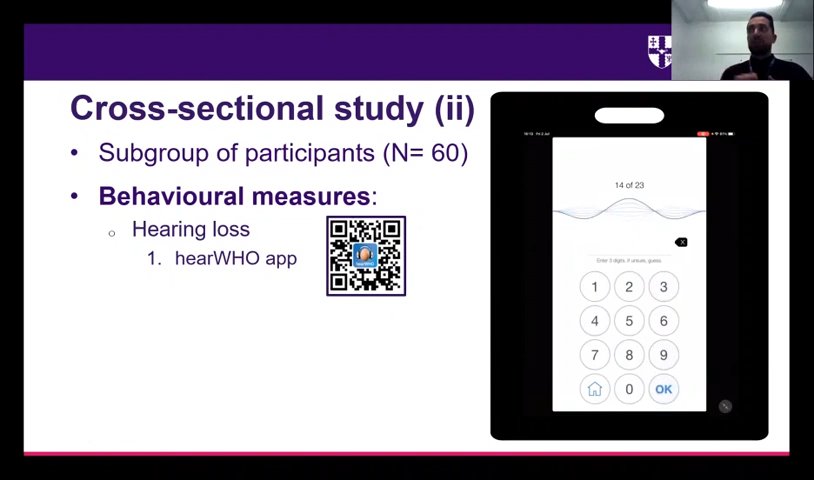 Cross-sectional study (ii)
• Subgroup of participants (N= 60)
• Behavioural measures:
○ Hearing loss
1. hearWHO app
hearWHO
14 of 23
X
Enter 3 digits, if unsure, guess.
1 2 3
4 5 6
7 8 9
0 OK